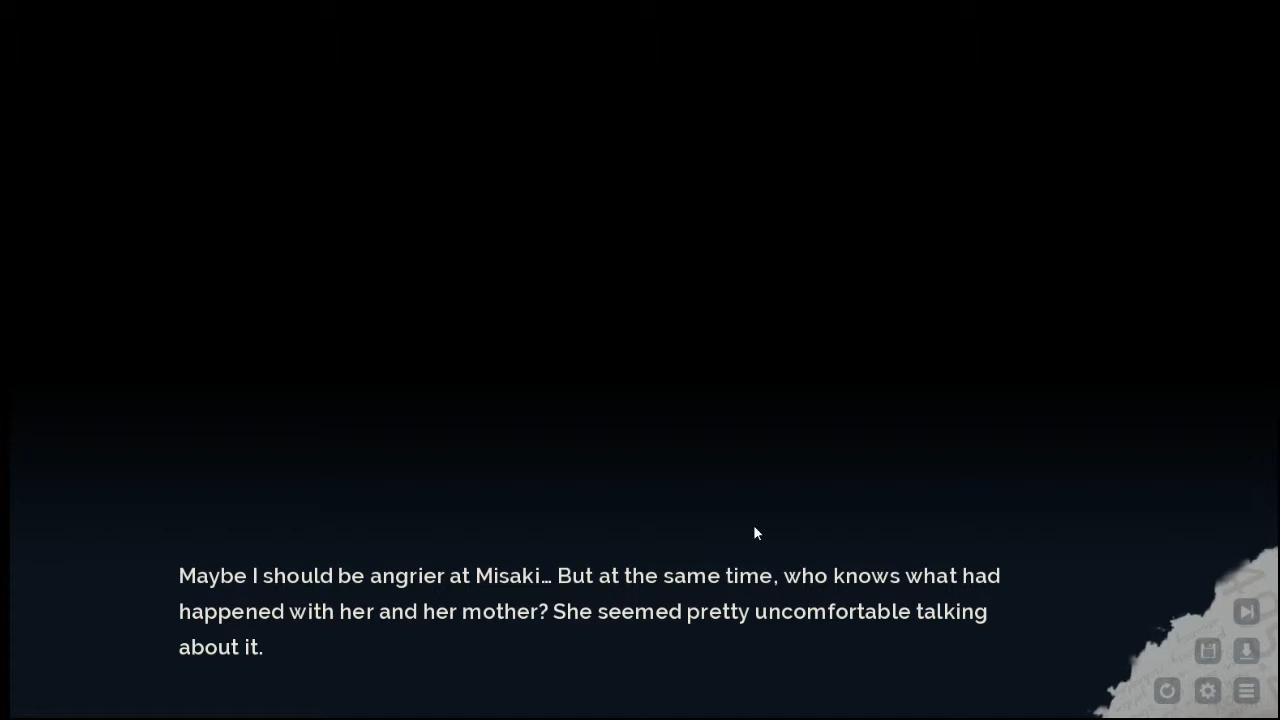 Maybe I should be angrier at Misaki… But at the same time, who knows what had
happened with her and her mother? She seemed pretty uncomfortable talking
about it.